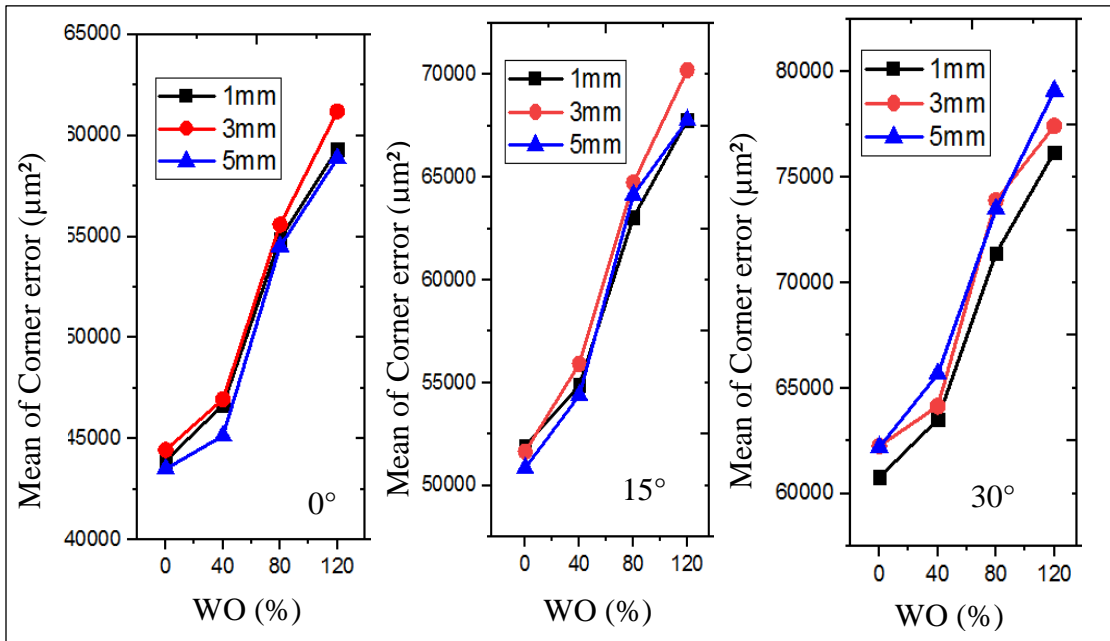 Mean of Corner error (µm²)
65000
60000
55000
50000
45000
40000
1mm
3mm
5mm
0°
0 40 80 120
WO (%)
Mean of Corner error (µm²)
70000
65000
60000
55000
50000
1mm
3mm
5mm
15°
0 40 80 120
WO (%)
Mean of Corner error (µm²)
80000
75000
70000
65000
60000
1mm
3mm
5mm
30°
0 40 80 120
WO (%)